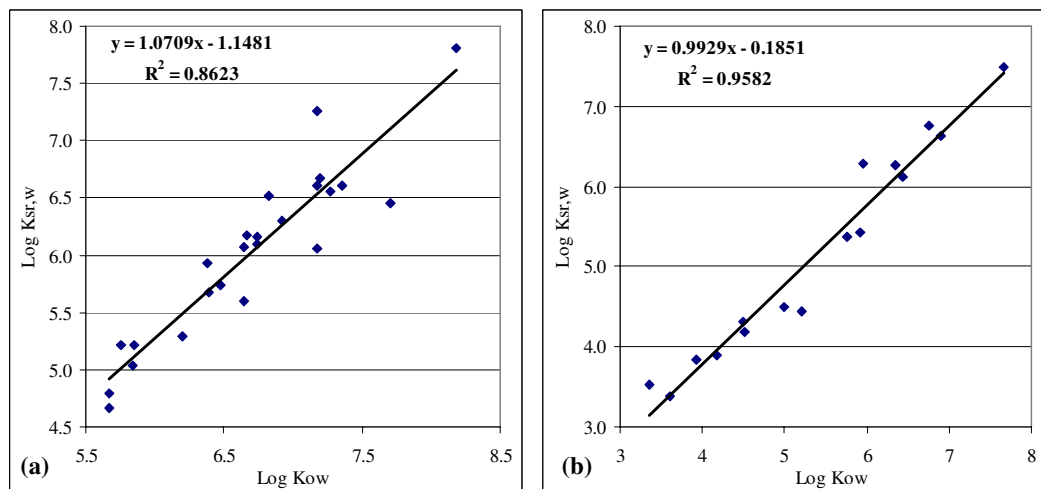 8.0
y = 1.0709x - 1.1481
R² = 0.8623
7.5
7.0
6.5
6.0
5.5
5.0
4.5
Log Ksr,w
5.5
6.5
7.5
8.5
(a)
Log Kow
8.0
y = 0.9929x - 0.1851
R² = 0.9582
7.0
6.0
5.0
4.0
3.0
Log Ksr,w
3
4
5
6
7
8
(b)
Log Kow